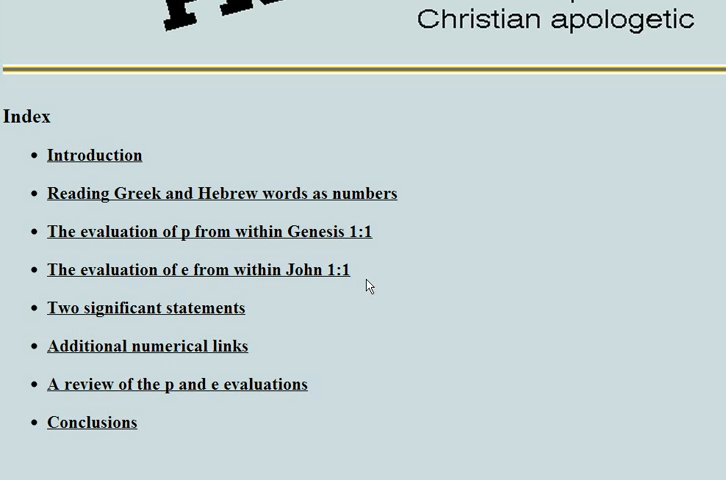 Christian apologetic
Index
Introduction
Reading Greek and Hebrew words as numbers
The evaluation of p from within Genesis 1:1
The evaluation of e from within John 1:1
Two significant statements
Additional numerical links
A review of the p and e evaluations
Conclusions